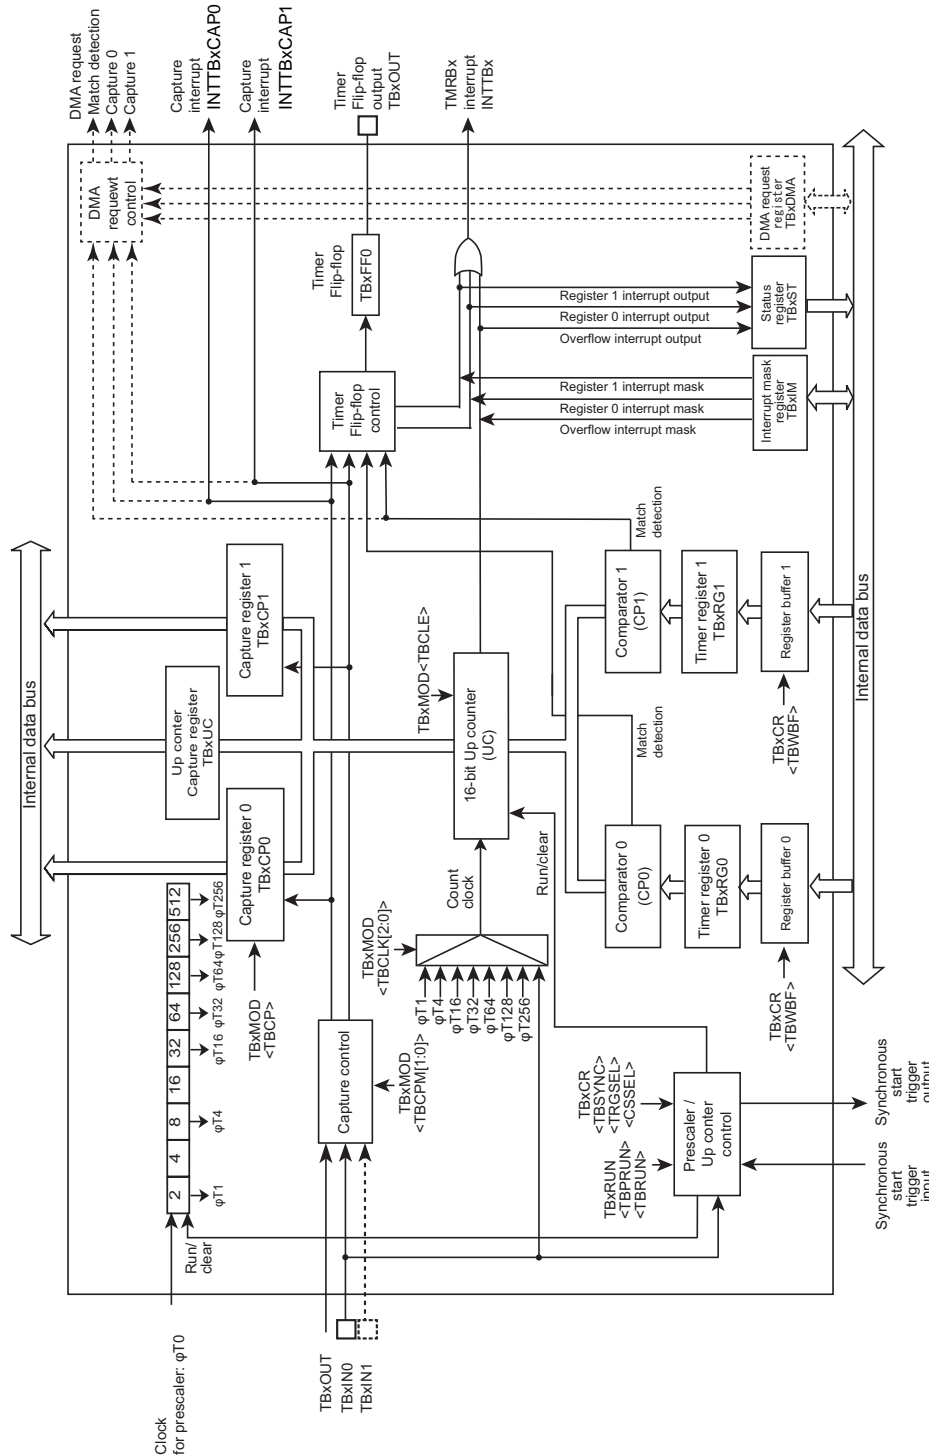 Clock
for prescaler: φT0
Run/
clear
2
4
8
16
32
64
128
256
512
φT1
φT4
φT16
φT32
φT64
φT128
φT256
Internal data bus
TBxMOD
<TBCP>
Capture register 0
TBxCP0
Up conter
Capture register
TBxUC
Capture register 1
TBxCP1
DMA
requewt
control
DMA request
Match detection
Capture 0
Capture 1
Capture
interrupt
INTTBxCAP0
Capture
interrupt
INTTBxCAP1
TBxOUT
TBxIN0
TBxIN1
Capture control
TBxMOD
<TBCPM[1:0]>
TBxMOD
<TBCLK[2:0]>
φT1
φT4
φT16
φT32
φT64
φT128
φT256
Count
clock
Run/clear
16-bit Up counter
(UC)
TBxMOD<TBCLE>
Timer
Flip-flop
control
Timer
Flip-flop
TBxFF0
Timer
Flip-flop
output
TBxOUT
TMRBx
interrupt
INTTBx
Register 1 interrupt output
Register 0 interrupt output
Overflow interrupt output
Register 1 interrupt mask
Register 0 interrupt mask
Overflow interrupt mask
TBxRUN
<TBPRUN>
<TBRUN>
TBxCR
<TBSYNC>
<TRGSEL>
<CSSEL>
Prescaler /
Up conter
control
Comparator 0
(CP0)
Match
detection
Comparator 1
(CP1)
Match
detection
Timer register 0
TBxRG0
Timer register 1
TBxRG1
Register buffer 0
Register buffer 1
TBxCR
<TBWBF>
TBxCR
<TBWBF>
Interrupt mask
register
TBxIM
Status
register
TBxST
DMA request
register
TBxDMA
Synchronous
start
trigger
input
Synchronous
start
trigger
output
Internal data bus